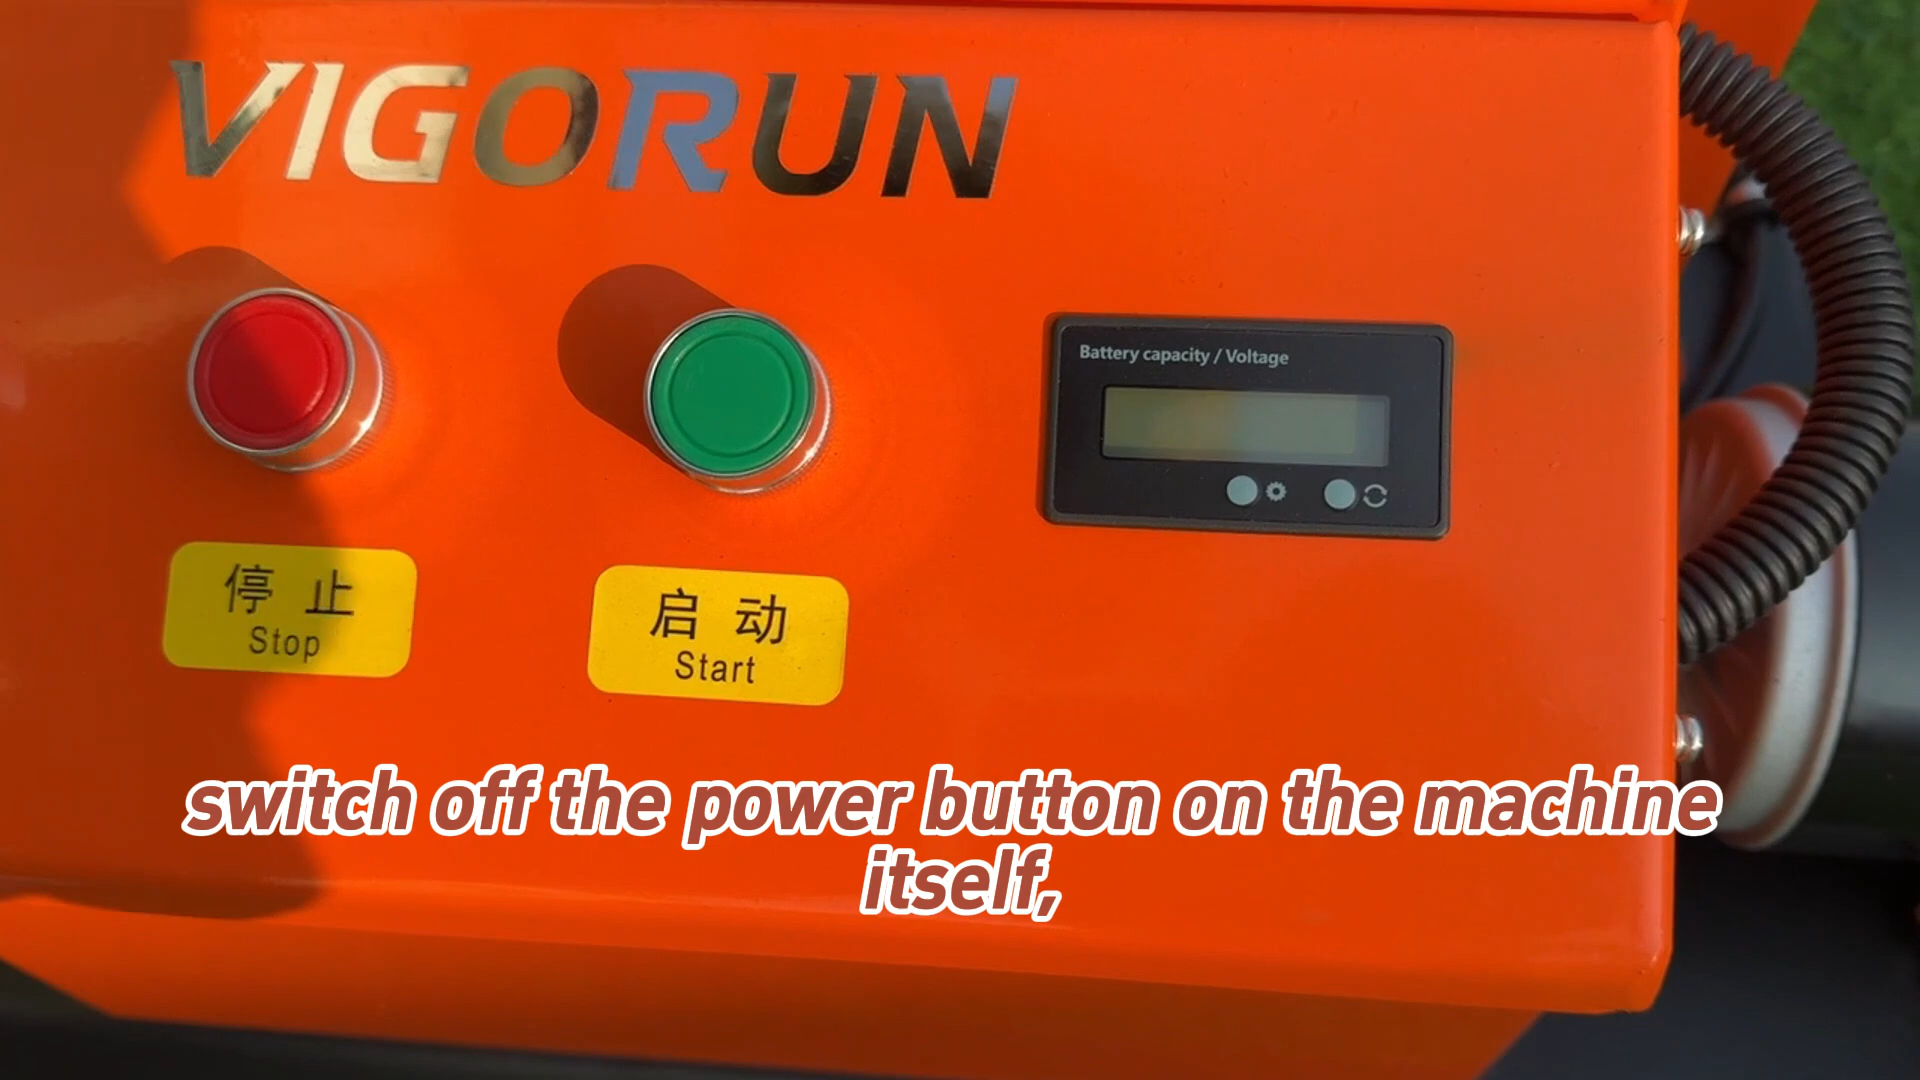 VIGORUN
Battery capacity / Voltage
停止
Stop
启动
Start
switch off the power button on the machine
itself,